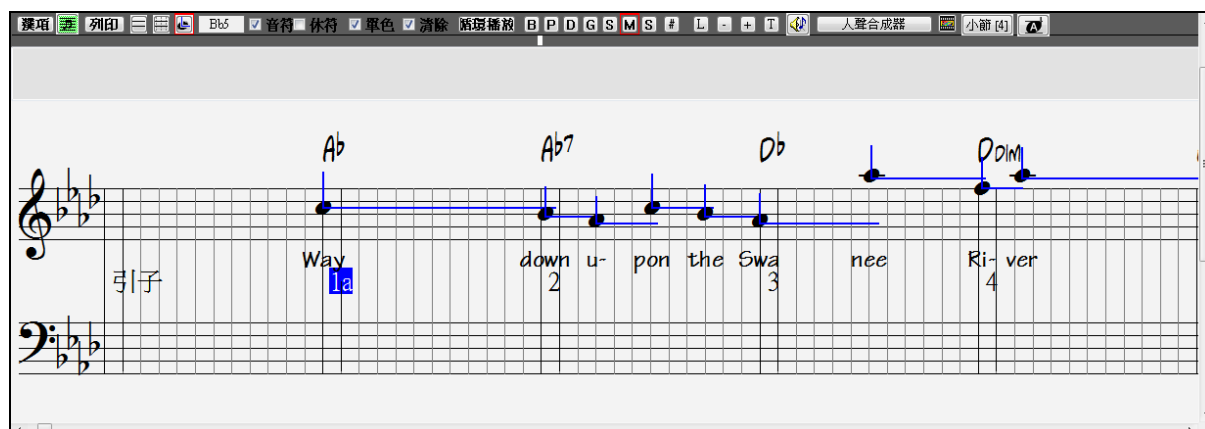 選項 列印 Bb5 音符 休符 單色 清除 循環播放 B P D G S M S # L - + T 人聲合成器 小節 [4] A
Ab Ab7 Db DDIM
Way down u- pon the Swa nee Ri- ver
引子 1a 2 3 4